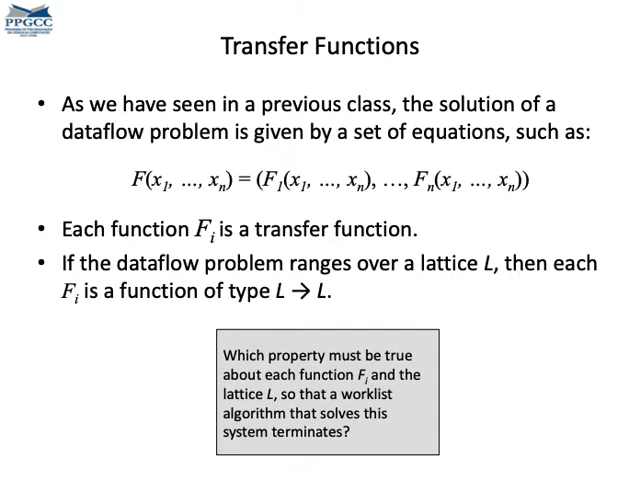 PPGCC
Transfer Functions
• As we have seen in a previous class, the solution of a
dataflow problem is given by a set of equations, such as:
F(x1, ..., xn) = (F1(x1, ..., xn), ..., Fn(x1, ..., xn))
• Each function Fi is a transfer function.
• If the dataflow problem ranges over a lattice L, then each
Fi is a function of type L → L.
Which property must be true
about each function Fi and the
lattice L, so that a worklist
algorithm that solves this
system terminates?